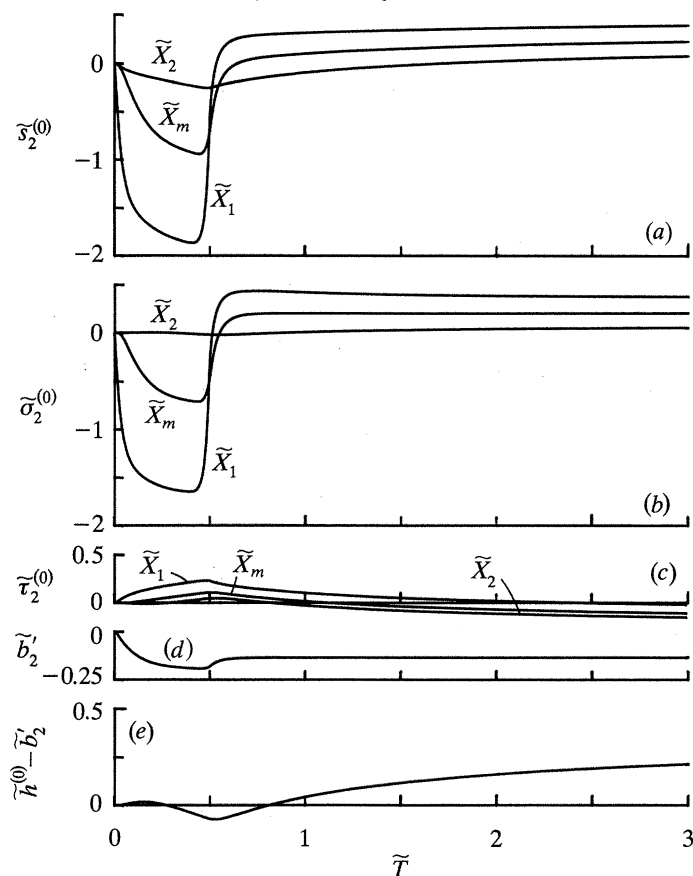 0
X̃₂
X̃ₘ
s̃₂⁽⁰⁾
−1
X̃₁
(a)
−2
X̃₂
0
σ̃₂⁽⁰⁾
X̃ₘ
−1
X̃₁
(b)
−2
0.5
X̃₁
X̃ₘ
X̃₂
(c)
τ̃₂⁽⁰⁾
0
0
b̃₂′
(d)
−0.25
0.5
(e)
h̃⁽⁰⁾−b̃₂′
0
0 1 2 3
T̃